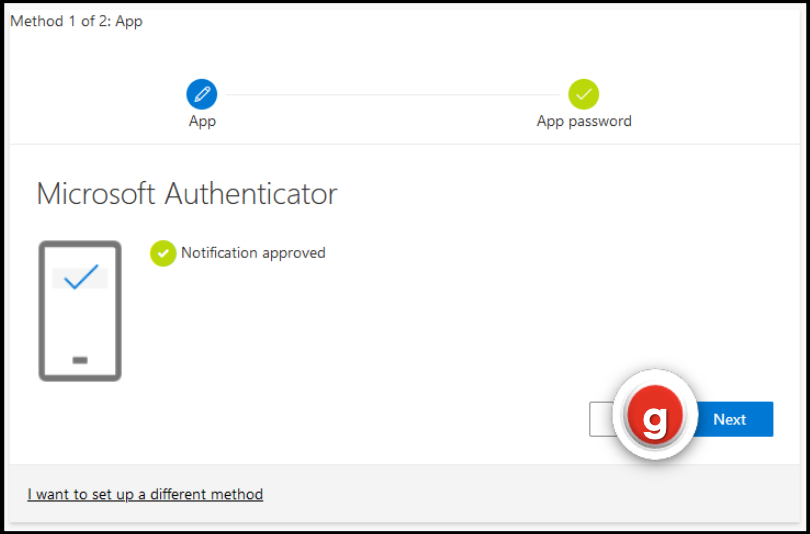 Method 1 of 2: App
App
App password
Microsoft Authenticator
Notification approved
g
Next
I want to set up a different method